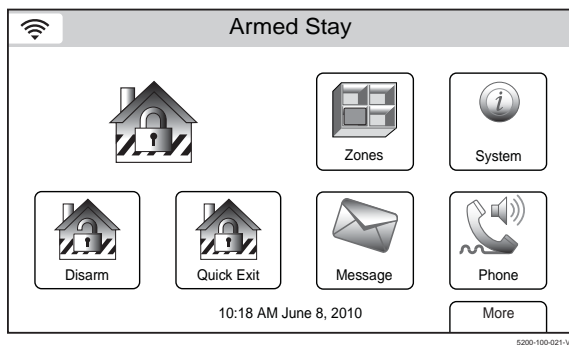 Armed Stay
Zones
System
Disarm
Quick Exit
Message
Phone
10:18 AM June 8, 2010
More
5200-100-021-V